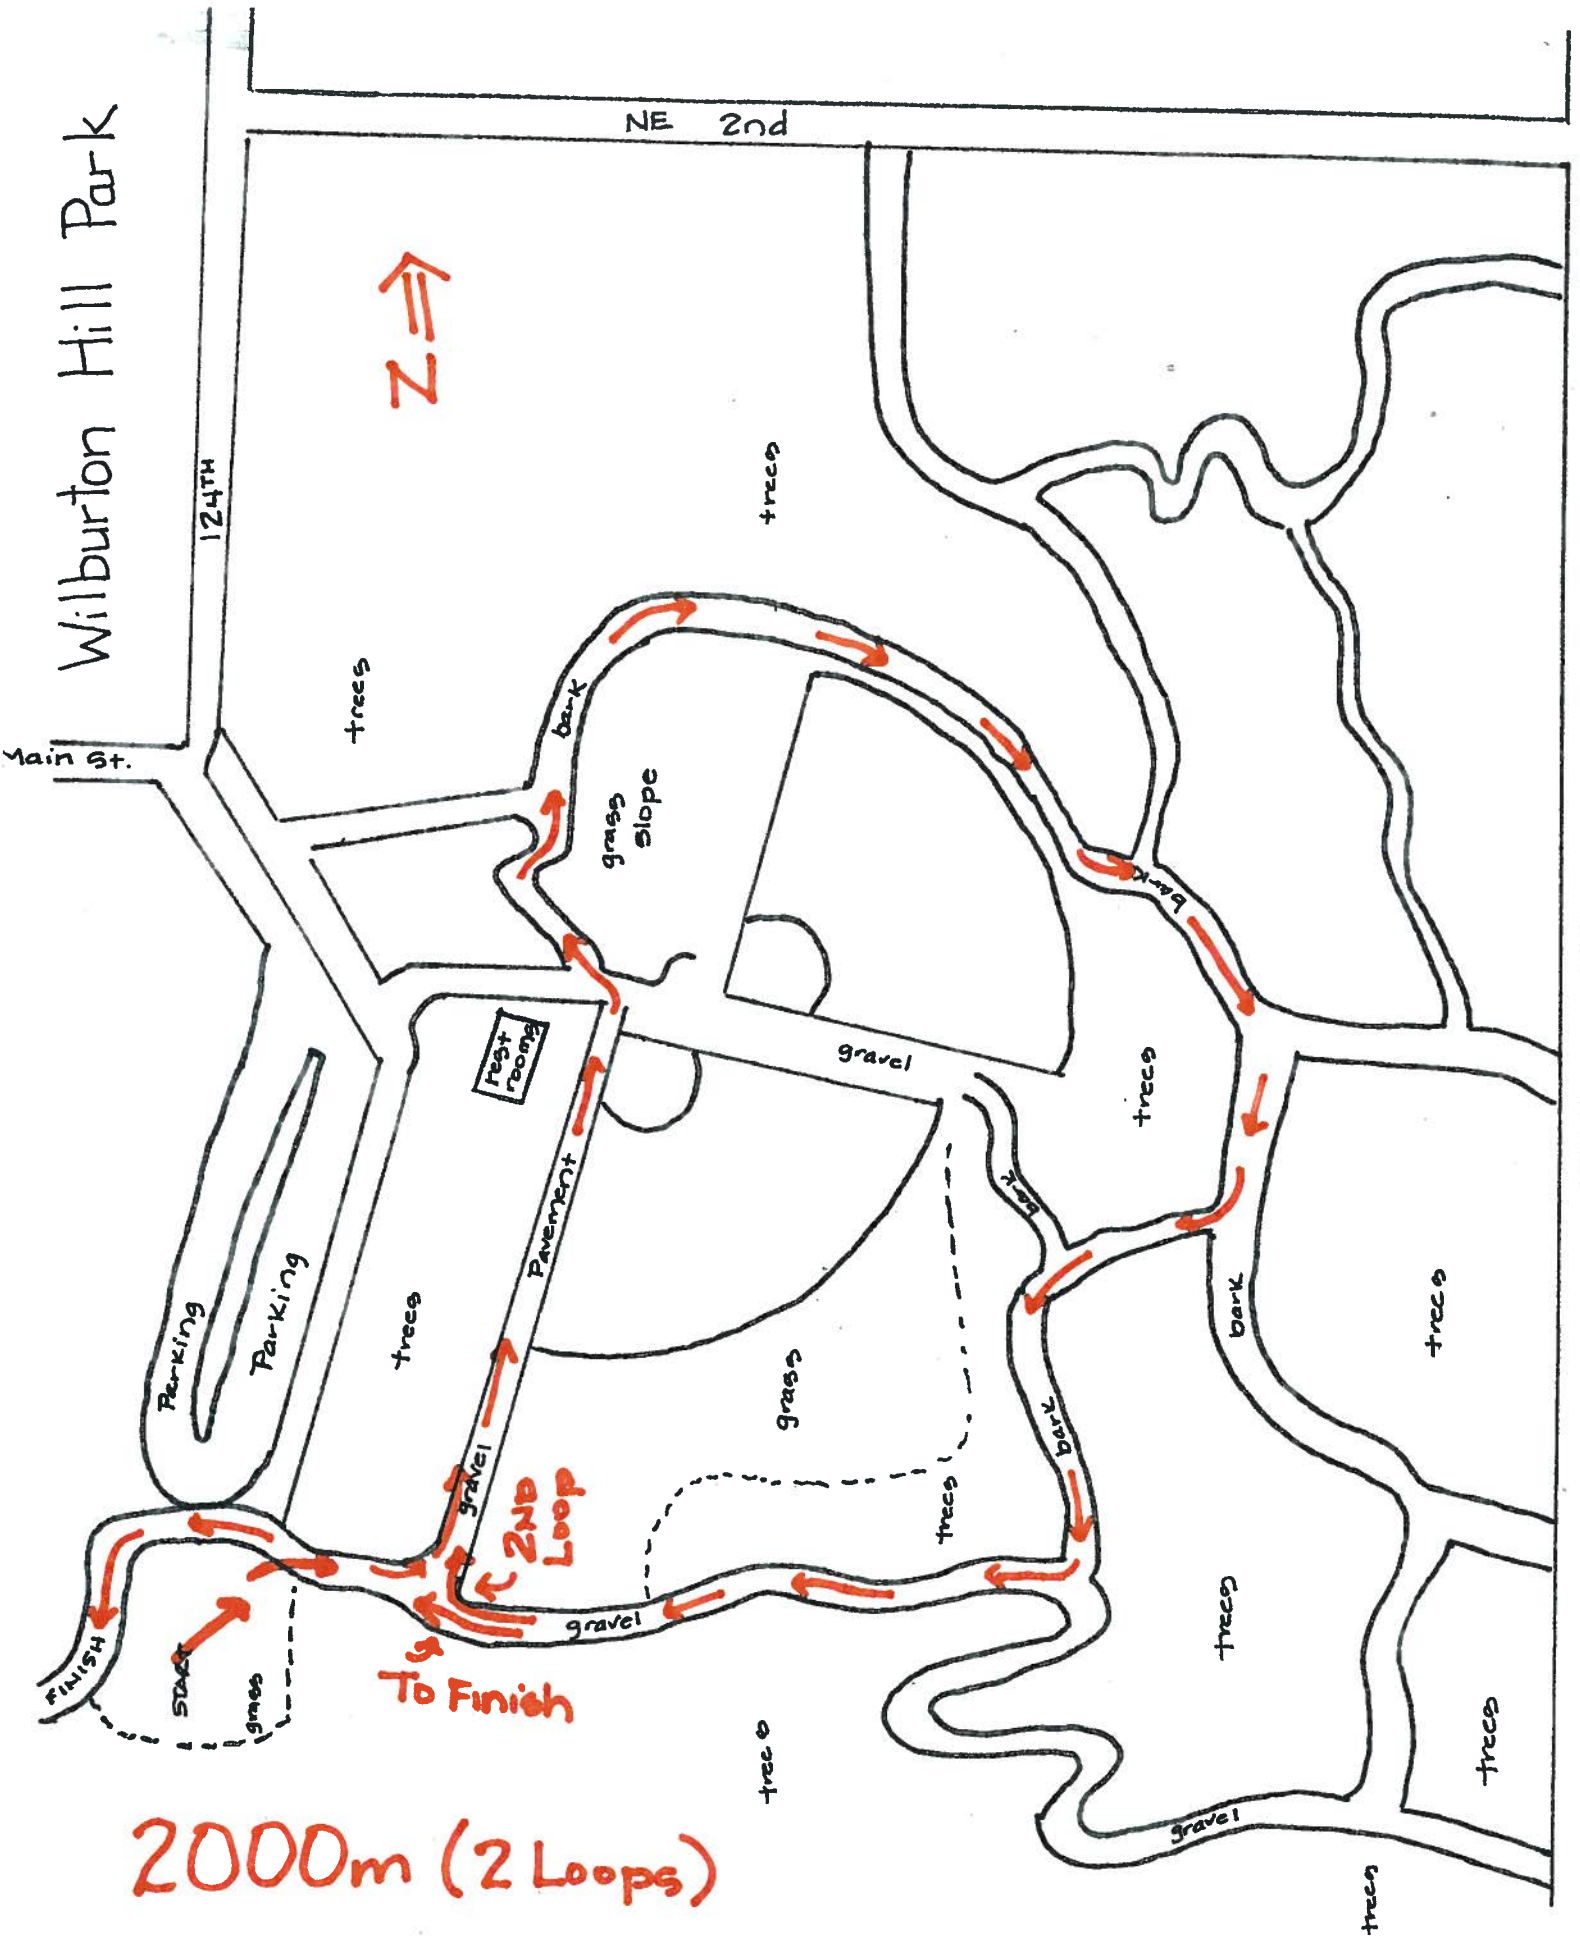 Wilburton Hill Park
NE 2nd
N
124TH
trees
trees
Main St.
bark
grass
slope
bark
rest
rooms
gravel
trees
bark
Pavement
Parking
Parking
trees
grass
bark
trees
bark
gravel
2ND
LOOP
trees
trees
gravel
FINISH
START
grass
To Finish
trees
trees
gravel
trees
2000m (2 Loops)